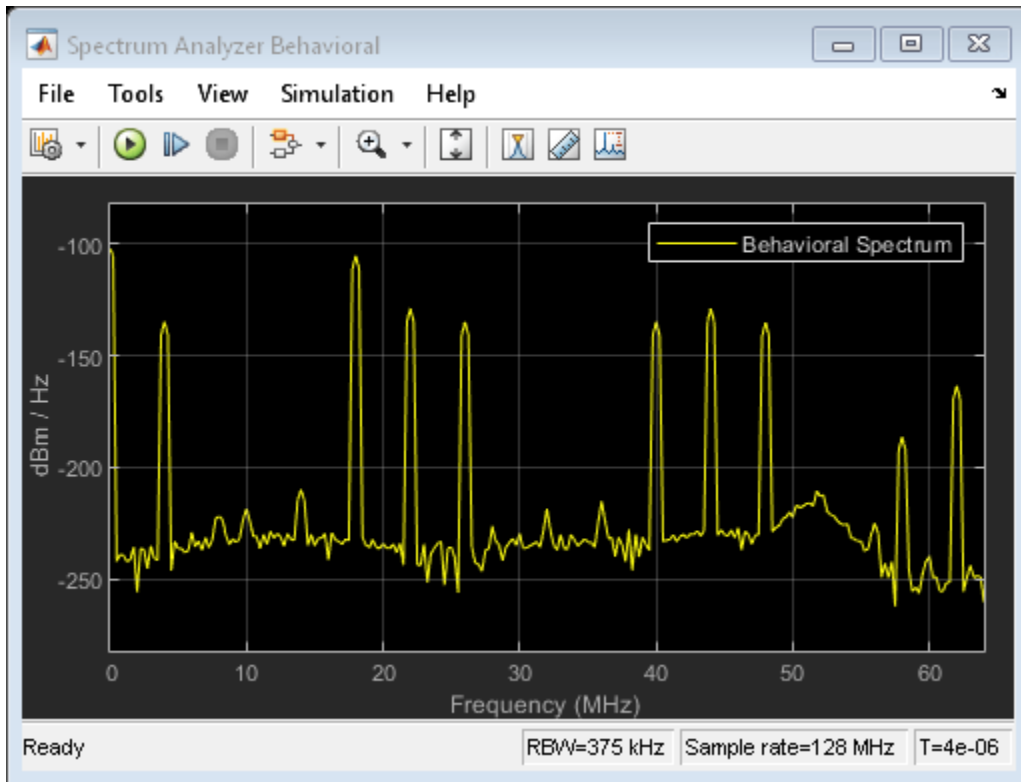 Spectrum Analyzer Behavioral
File Tools View Simulation Help
Behavioral Spectrum
-100
-150
-200
-250
dBm / Hz
0 10 20 30 40 50 60
Frequency (MHz)
Ready RBW=375 kHz Sample rate=128 MHz T=4e-06